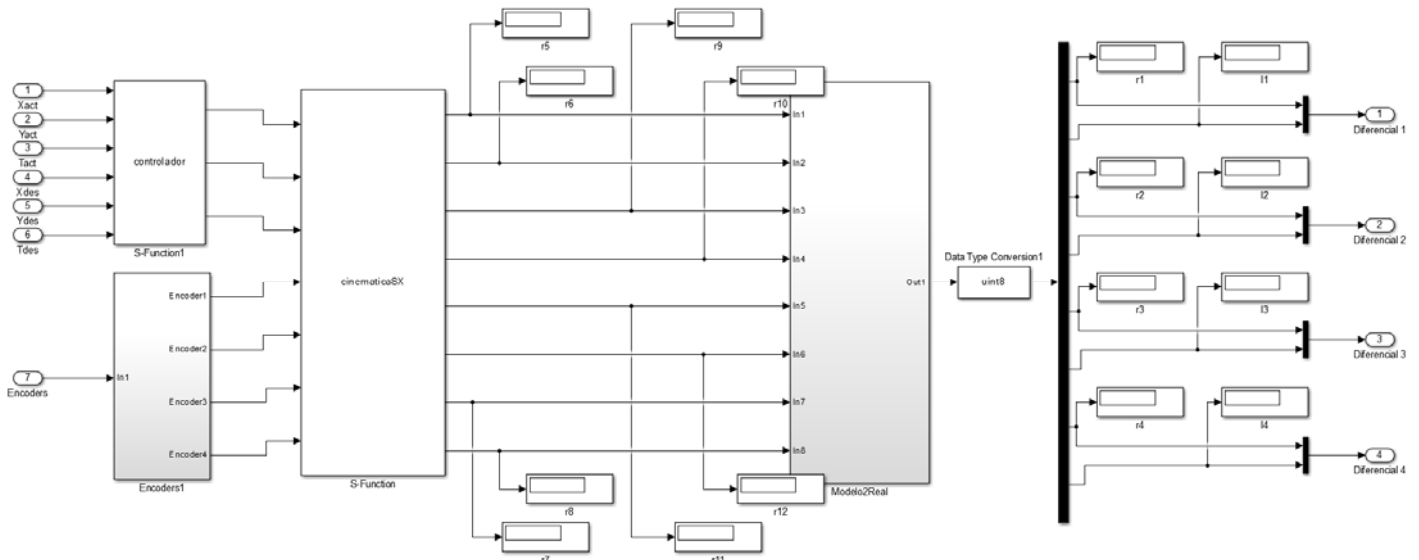 r5
r9
r1
l1
r6
r10
1
Xact
2
Yact
3
Tact
4
Xdes
5
Ydes
6
Tdes
controlador
S-Function1
cinematicaSX
S-Function
7
Encoders
In1
Encoder1
Encoder2
Encoder3
Encoder4
Encoders1
In1
In2
In3
In4
In5
In6
In7
In8
Out1
Modelo2Real
Data Type Conversion1
uint8
1
Diferencial 1
r2
l2
2
Diferencial 2
r3
l3
3
Diferencial 3
r4
l4
4
Diferencial 4
r8
r12
r7
r11